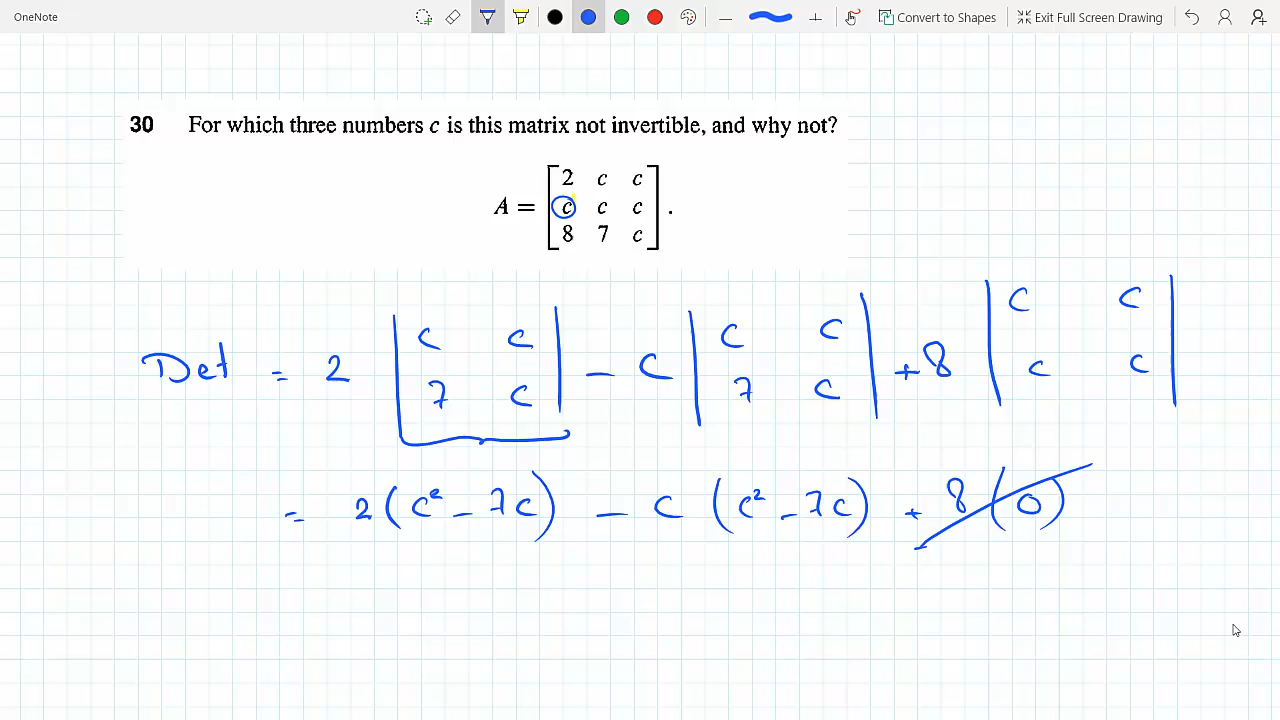 OneNote
Convert to Shapes Exit Full Screen Drawing
30 For which three numbers c is this matrix not invertible, and why not?
2 c c
A = c c c .
8 7 c
Det = 2 | c c | − c | c c | + 8 | c c |
| 7 c | | 7 c | | c c |
= 2 ( c² − 7c ) − c ( c² − 7c ) + 8 ( 0 )